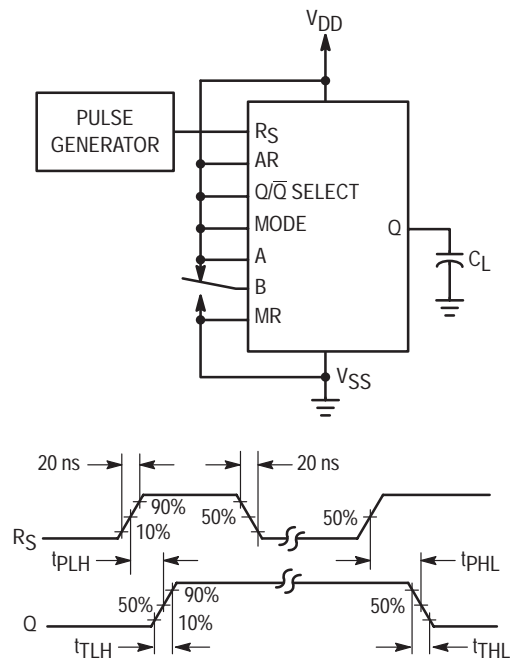 VDD
PULSE
GENERATOR
RS
AR
Q/Q̅ SELECT
MODE
Q
A
CL
B
MR
VSS
20 ns
20 ns
90%
50%
50%
10%
RS
tPLH
tPHL
90%
50%
50%
10%
Q
tTLH
tTHL